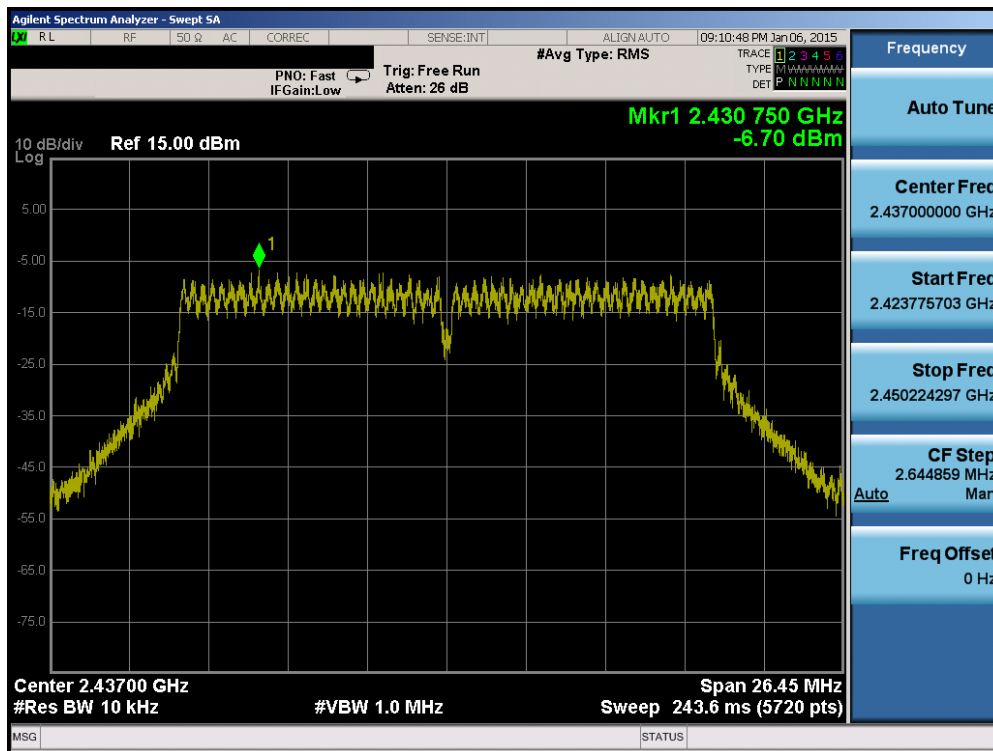 Agilent Spectrum Analyzer - Swept SA
LXI RL RF 50 Ω AC CORREC SENSE:INT ALIGN AUTO 09:10:48 PM Jan 06, 2015
#Avg Type: RMS
TRACE 1 2 3 4 5 6
PNO: Fast Trig: Free Run
TYPE M W W W W W
IFGain:Low Atten: 26 dB
DET P N N N N N
Mkr1 2.430 750 GHz
-6.70 dBm
10 dB/div Ref 15.00 dBm
Log
5.00
1
-5.00
-15.0
-25.0
-35.0
-45.0
-55.0
-65.0
-75.0
Center 2.43700 GHz Span 26.45 MHz
#Res BW 10 kHz #VBW 1.0 MHz Sweep 243.6 ms (5720 pts)
MSG STATUS
Frequency
Auto Tune
Center Freq
2.437000000 GHz
Start Freq
2.423775703 GHz
Stop Freq
2.450224297 GHz
CF Step
2.644859 MHz
Auto Man
Freq Offset
0 Hz